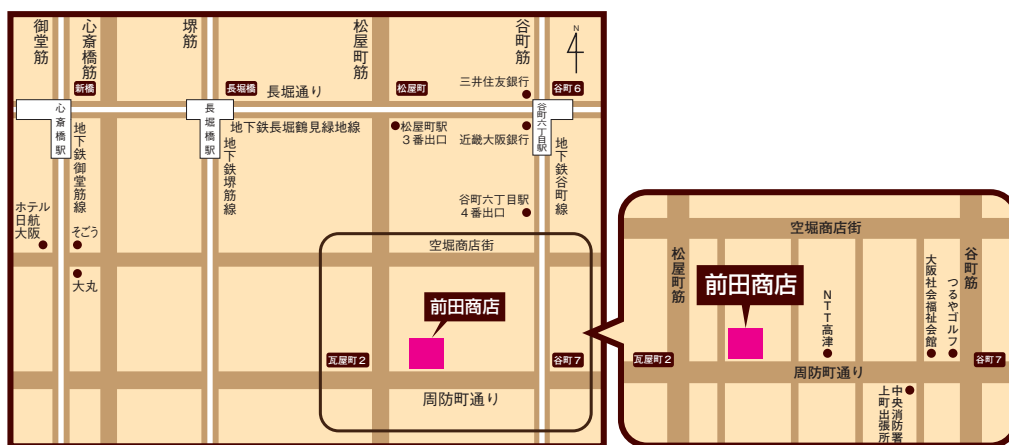 御堂筋
心斎橋筋
堺筋
松屋町筋
谷町筋
N
三井住友銀行
新橋
長堀橋
長堀通り
松屋町
谷町6
心斎橋駅
長堀橋駅
谷町六丁目駅
地下鉄長堀鶴見緑地線
松屋町駅
3番出口
近畿大阪銀行
地下鉄御堂筋線
地下鉄堺筋線
地下鉄谷町線
谷町六丁目駅
4番出口
ホテル
日航
大阪
そごう
大丸
空堀商店街
前田商店
瓦屋町2
谷町7
周防町通り
空堀商店街
松屋町筋
谷町筋
前田商店
NTT高津
大阪社会福祉会館
つるやゴルフ
瓦屋町2
谷町7
周防町通り
中央消防署
上町出張所